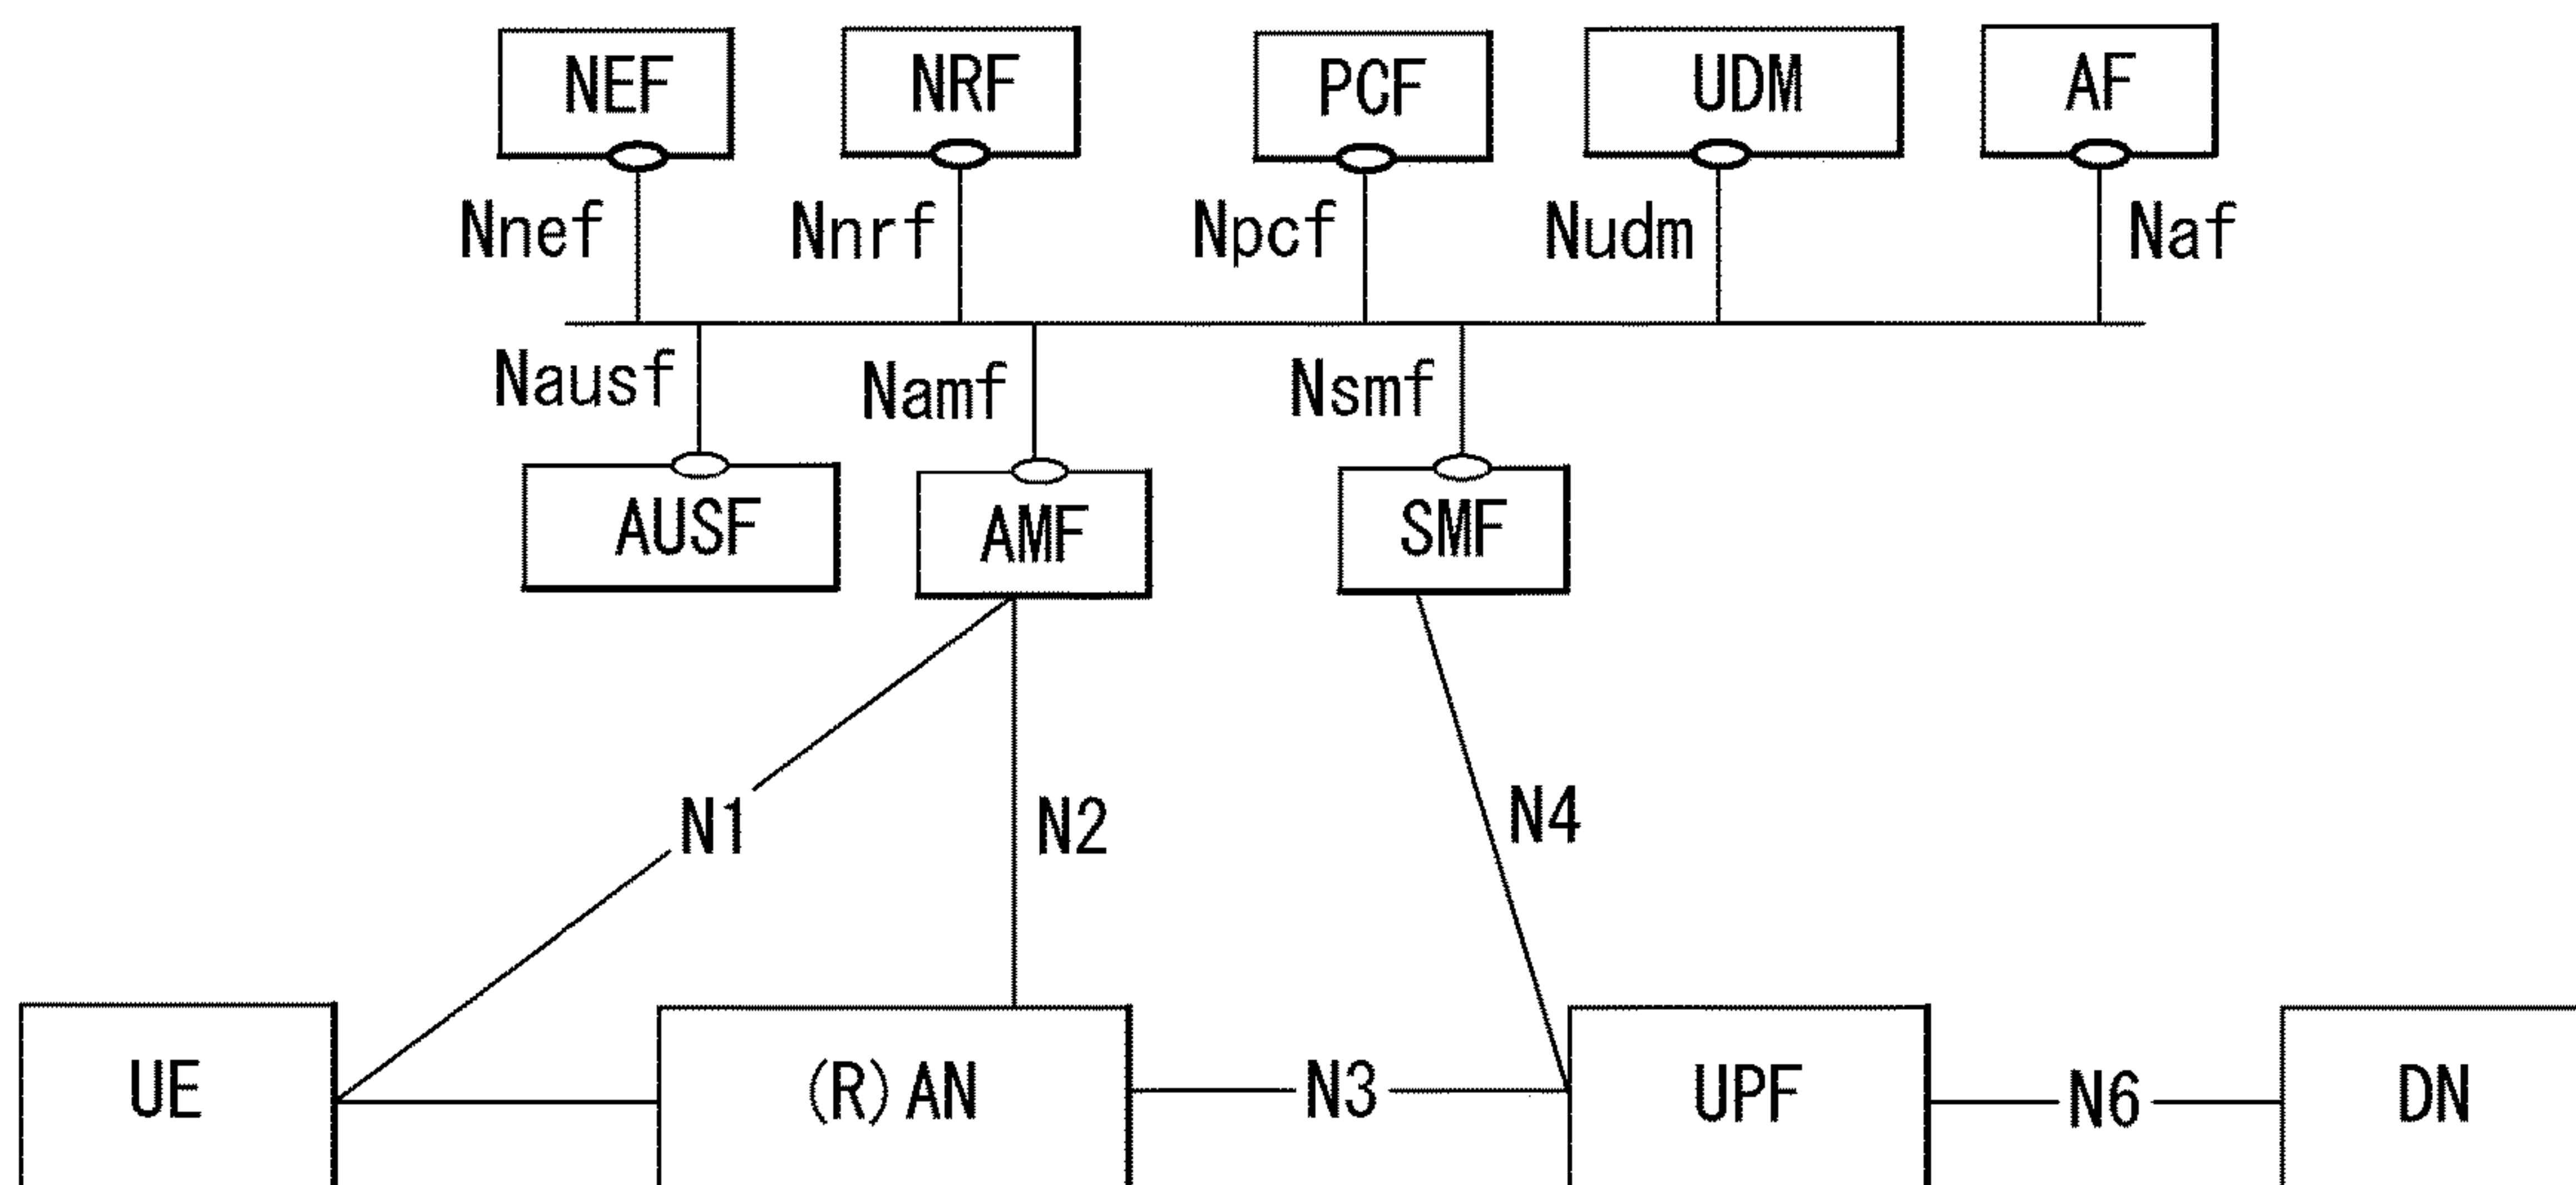 NEF NRF PCF UDM AF
Nnef Nnrf Npcf Nudm Naf
Nausf Namf Nsmf
AUSF AMF SMF
N1 N2 N4
UE (R)AN N3 UPF N6 DN